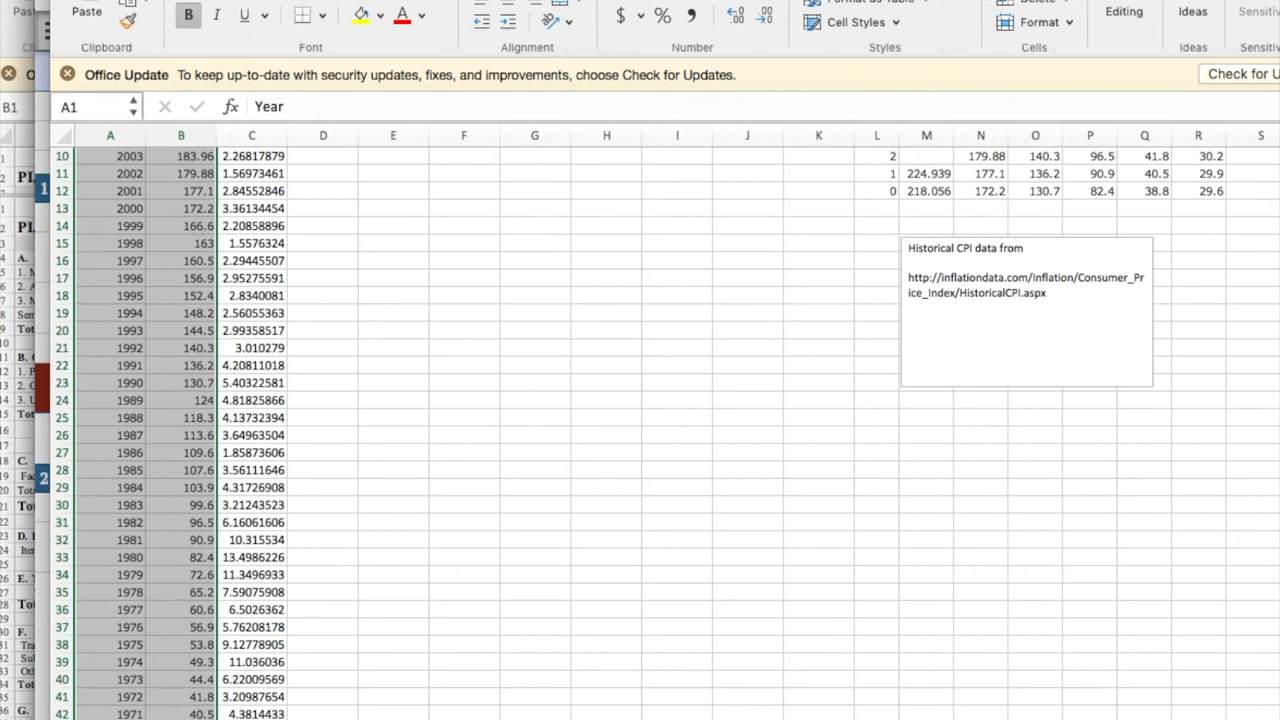 Paste
B I U
$ % ,
Format as Table
Cell Styles
Delete
Format
Editing
Ideas
Clipboard
Font
Alignment
Number
Styles
Cells
Ideas
Office Update To keep up-to-date with security updates, fixes, and improvements, choose Check for Updates.
Check for U
B1
A1
fx Year
A B C D E F G H I J K L M N O P Q R S
10 2003 183.96 2.26817879 2 179.88 140.3 96.5 41.8 30.2
11 2002 179.88 1.56973461 1 224.939 177.1 136.2 90.9 40.5 29.9
12 2001 177.1 2.84552846 0 218.056 172.2 130.7 82.4 38.8 29.6
13 2000 172.2 3.36134454
14 1999 166.6 2.20858896
15 1998 163 1.5576324
16 1997 160.5 2.29445507
17 1996 156.9 2.95275591
18 1995 152.4 2.8340081
19 1994 148.2 2.56055363
20 1993 144.5 2.99358517
21 1992 140.3 3.010279
22 1991 136.2 4.20811018
23 1990 130.7 5.40322581
24 1989 124 4.81825866
25 1988 118.3 4.13732394
26 1987 113.6 3.64963504
27 1986 109.6 1.85873606
28 1985 107.6 3.56111646
29 1984 103.9 4.31726908
30 1983 99.6 3.21243523
31 1982 96.5 6.16061606
32 1981 90.9 10.315534
33 1980 82.4 13.4986226
34 1979 72.6 11.3496933
35 1978 65.2 7.59075908
36 1977 60.6 6.5026362
37 1976 56.9 5.76208178
38 1975 53.8 9.12778905
39 1974 49.3 11.036036
40 1973 44.4 6.22009569
41 1972 41.8 3.20987654
42 1971 40.5 4.3814433
Historical CPI data from
http://inflationdata.com/Inflation/Consumer_Pr
ice_Index/HistoricalCPI.aspx
1
2